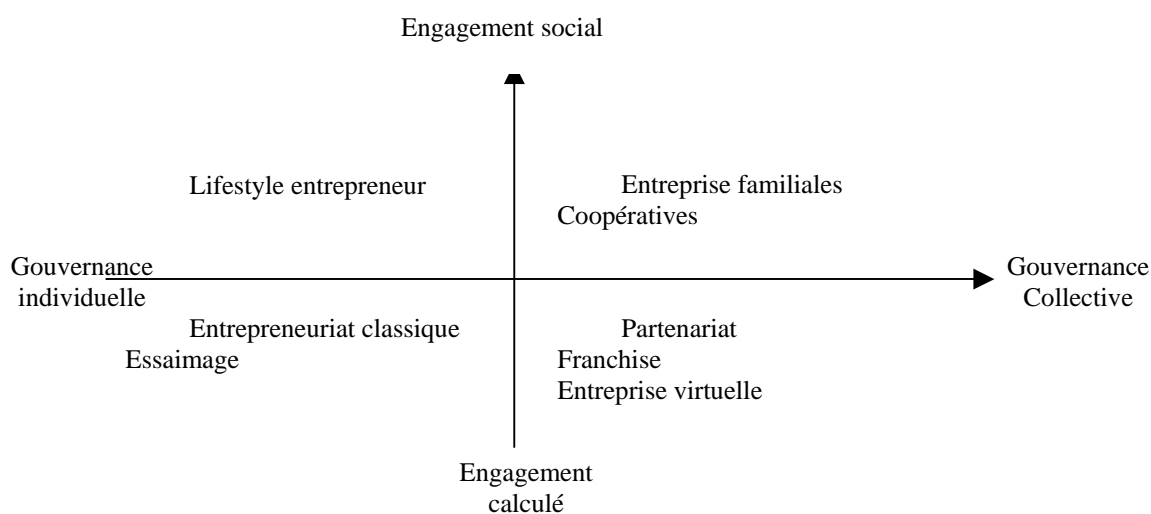 Engagement social
Lifestyle entrepreneur
Entreprise familiales
Coopératives
Gouvernance
individuelle
Gouvernance
Collective
Entrepreneuriat classique
Essaimage
Partenariat
Franchise
Entreprise virtuelle
Engagement
calculé